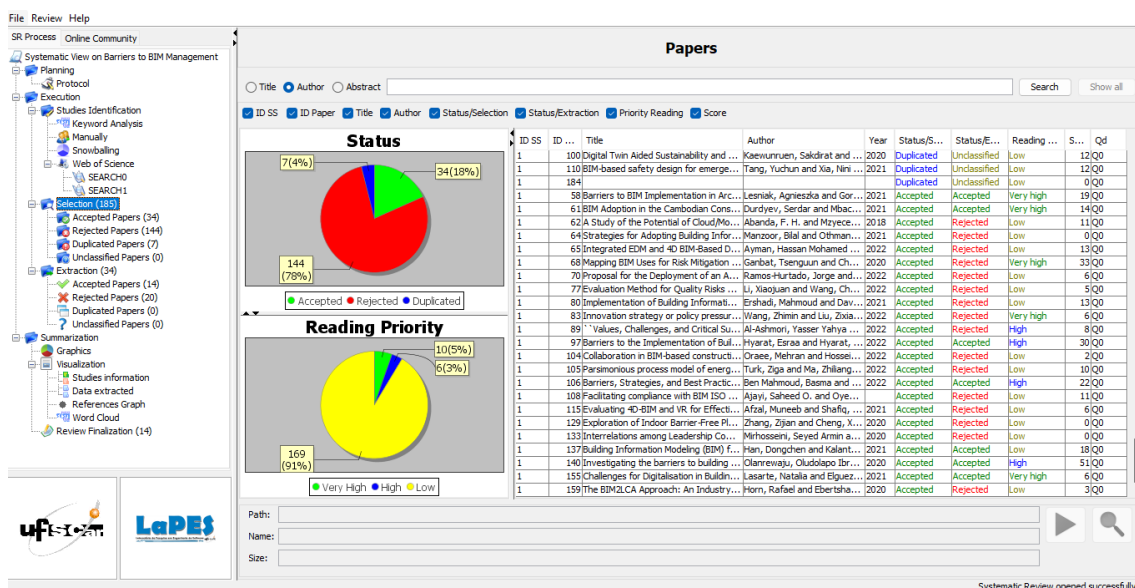 File Review Help
SR Process Online Community
Systematic View on Barriers to BIM Management
Planning
Protocol
Execution
Studies Identification
Keyword Analysis
Manually
Snowballing
Web of Science
SEARCH0
SEARCH1
Selection (185)
Accepted Papers (34)
Rejected Papers (144)
Duplicated Papers (7)
Unclassified Papers (0)
Extraction (34)
Accepted Papers (14)
Rejected Papers (20)
Duplicated Papers (0)
Unclassified Papers (0)
Summarization
Graphics
Visualization
Studies information
Data extracted
References Graph
Word Cloud
Review Finalization (14)
ufscar
LaPES
Papers
Title Author Abstract Search Show all
ID SS ID Paper Title Author Status/Selection Status/Extraction Priority Reading Score
Status
7(4%)
34(18%)
144
(78%)
Accepted Rejected Duplicated
Reading Priority
10(5%)
6(3%)
169
(91%)
Very High High Low
ID SS ID ... Title Author Year Status/S... Status/E... Reading ... S... Qd
1 100 Digital Twin Aided Sustainability and ... Kaewunruen, Sakdirat and ... 2020 Duplicated Unclassified Low 12 Q0
1 110 BIM-based safety design for emerge... Tang, Yuchun and Xia, Nini ... 2021 Duplicated Unclassified Low 12 Q0
1 184 Duplicated Unclassified Low 0 Q0
1 58 Barriers to BIM Implementation in Arc... Lesniak, Agnieszka and Gor... 2021 Accepted Accepted Very high 19 Q0
1 61 BIM Adoption in the Cambodian Cons... Durdyev, Serdar and Mbac... 2021 Accepted Accepted Very high 14 Q0
1 62 A Study of the Potential of Cloud/Mo... Abanda, F. H. and Mzyece... 2018 Accepted Rejected Low 11 Q0
1 64 Strategies for Adopting Building Infor... Manzoor, Bilal and Othman... 2021 Accepted Rejected Low 0 Q0
1 65 Integrated EDM and 4D BIM-Based D... Ayman, Hassan Mohamed ... 2022 Accepted Rejected Low 13 Q0
1 68 Mapping BIM Uses for Risk Mitigation ... Ganbat, Tsenguun and Ch... 2020 Accepted Rejected Very high 33 Q0
1 70 Proposal for the Deployment of an A... Ramos-Hurtado, Jorge and... 2022 Accepted Rejected Low 6 Q0
1 77 Evaluation Method for Quality Risks ... Li, Xiaojuan and Wang, Ch... 2022 Accepted Rejected Low 5 Q0
1 80 Implementation of Building Informati... Ershadi, Mahmoud and Dav... 2021 Accepted Rejected Low 13 Q0
1 83 Innovation strategy or policy pressur... Wang, Zhimin and Liu, Zixia... 2022 Accepted Rejected Very high 6 Q0
1 89 ``Values, Challenges, and Critical Su... Al-Ashmori, Yasser Yahya ... 2022 Accepted Rejected High 8 Q0
1 97 Barriers to the Implementation of Buil... Hyarat, Esraa and Hyarat, ... 2022 Accepted Accepted High 30 Q0
1 104 Collaboration in BIM-based constructi... Oraee, Mehran and Hossei... 2022 Accepted Rejected Low 2 Q0
1 105 Parsimonious process model of energ... Turk, Ziga and Ma, Zhiliang... 2022 Accepted Rejected Low 10 Q0
1 106 Barriers, Strategies, and Best Practic... Ben Mahmoud, Basma and ... 2022 Accepted Accepted High 22 Q0
1 108 Facilitating compliance with BIM ISO ... Ajayi, Saheed O. and Oye... Accepted Rejected Low 11 Q0
1 115 Evaluating 4D-BIM and VR for Effecti... Afzal, Muneeb and Shafiq, ... 2021 Accepted Rejected Low 6 Q0
1 129 Exploration of Indoor Barrier-Free Pl... Zhang, Zijian and Cheng, X... 2020 Accepted Rejected Low 0 Q0
1 133 Interrelations among Leadership Co... Mirhosseini, Seyed Armin a... 2020 Accepted Rejected Low 0 Q0
1 137 Building Information Modeling (BIM) f... Han, Dongchen and Kalant... 2021 Accepted Accepted Low 18 Q0
1 140 Investigating the barriers to building ... Olanrewaju, Oludolapo Ibr... 2020 Accepted Accepted High 51 Q0
1 155 Challenges for Digitalisation in Buildin... Lasarte, Natalia and Elguez... 2021 Accepted Accepted Very high 6 Q0
1 159 The BIM2LCA Approach: An Industry... Horn, Rafael and Ebertsha... 2020 Accepted Rejected Low 3 Q0
Path:
Name:
Size:
Systematic Review opened successfully